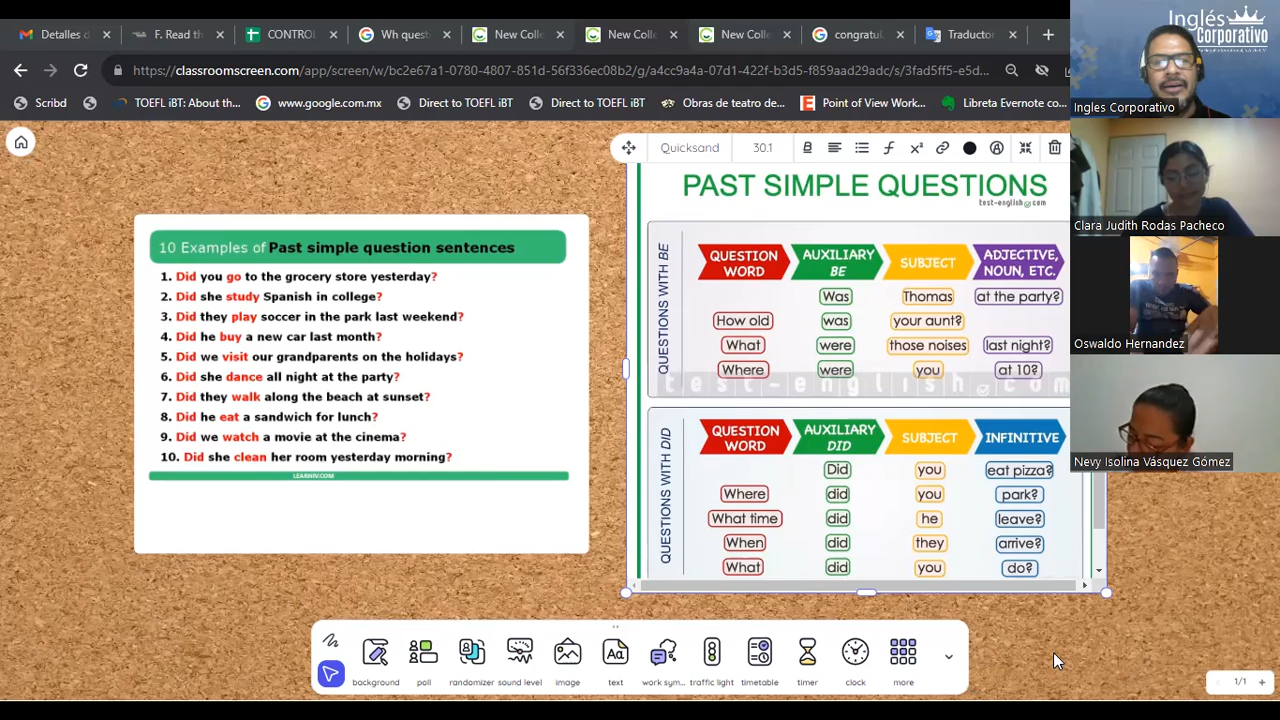 Detalles d
F. Read th
CONTROL
Wh quest
New Colle
New Colle
New Colle
congratul
Traductor
https://classroomscreen.com/app/screen/w/bc2e67a1-0780-4807-851d-56f336ec08b2/g/a4cc9a4a-07d1-422f-b3d5-f859aad29adc/s/3fad5ff5-e5d...
Scribd
TOEFL iBT: About th...
www.google.com.mx
Direct to TOEFL iBT
Direct to TOEFL iBT
Obras de teatro de...
Point of View Work...
Libreta Evernote co...
Inglés
Corporativo
Ingles Corporativo
Clara Judith Rodas Pacheco
Oswaldo Hernandez
Nevy Isolina Vásquez Gómez
Quicksand
30.1
10 Examples of Past simple question sentences
1. Did you go to the grocery store yesterday?
2. Did she study Spanish in college?
3. Did they play soccer in the park last weekend?
4. Did he buy a new car last month?
5. Did we visit our grandparents on the holidays?
6. Did she dance all night at the party?
7. Did they walk along the beach at sunset?
8. Did he eat a sandwich for lunch?
9. Did we watch a movie at the cinema?
10. Did she clean her room yesterday morning?
LEARNIV.COM
PAST SIMPLE QUESTIONS
test-english.com
QUESTIONS WITH BE
QUESTION WORD AUXILIARY BE SUBJECT ADJECTIVE, NOUN, ETC.
Was Thomas at the party?
How old was your aunt?
What were those noises last night?
Where were you at 10?
test-english.com
QUESTIONS WITH DID
QUESTION WORD AUXILIARY DID SUBJECT INFINITIVE
Did you eat pizza?
Where did you park?
What time did he leave?
When did they arrive?
What did you do?
background
poll
randomizer
sound level
image
Aa
text
work sym...
traffic light
timetable
timer
clock
more
1/1